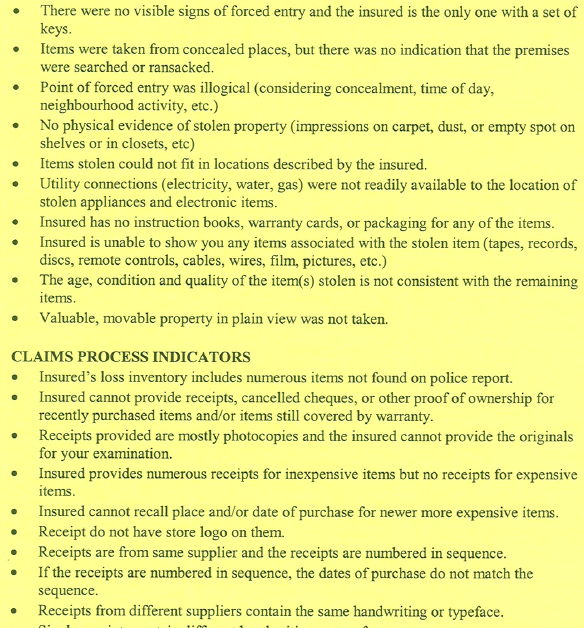 • There were no visible signs of forced entry and the insured is the only one with a set of
keys.
• Items were taken from concealed places, but there was no indication that the premises
were searched or ransacked.
• Point of forced entry was illogical (considering concealment, time of day,
neighbourhood activity, etc.)
• No physical evidence of stolen property (impressions on carpet, dust, or empty spot on
shelves or in closets, etc)
• Items stolen could not fit in locations described by the insured.
• Utility connections (electricity, water, gas) were not readily available to the location of
stolen appliances and electronic items.
• Insured has no instruction books, warranty cards, or packaging for any of the items.
• Insured is unable to show you any items associated with the stolen item (tapes, records,
discs, remote controls, cables, wires, film, pictures, etc.)
• The age, condition and quality of the item(s) stolen is not consistent with the remaining
items.
• Valuable, movable property in plain view was not taken.
CLAIMS PROCESS INDICATORS
• Insured's loss inventory includes numerous items not found on police report.
• Insured cannot provide receipts, cancelled cheques, or other proof of ownership for
recently purchased items and/or items still covered by warranty.
• Receipts provided are mostly photocopies and the insured cannot provide the originals
for your examination.
• Insured provides numerous receipts for inexpensive items but no receipts for expensive
items.
• Insured cannot recall place and/or date of purchase for newer more expensive items.
• Receipt do not have store logo on them.
• Receipts are from same supplier and the receipts are numbered in sequence.
• If the receipts are numbered in sequence, the dates of purchase do not match the
sequence.
• Receipts from different suppliers contain the same handwriting or typeface.